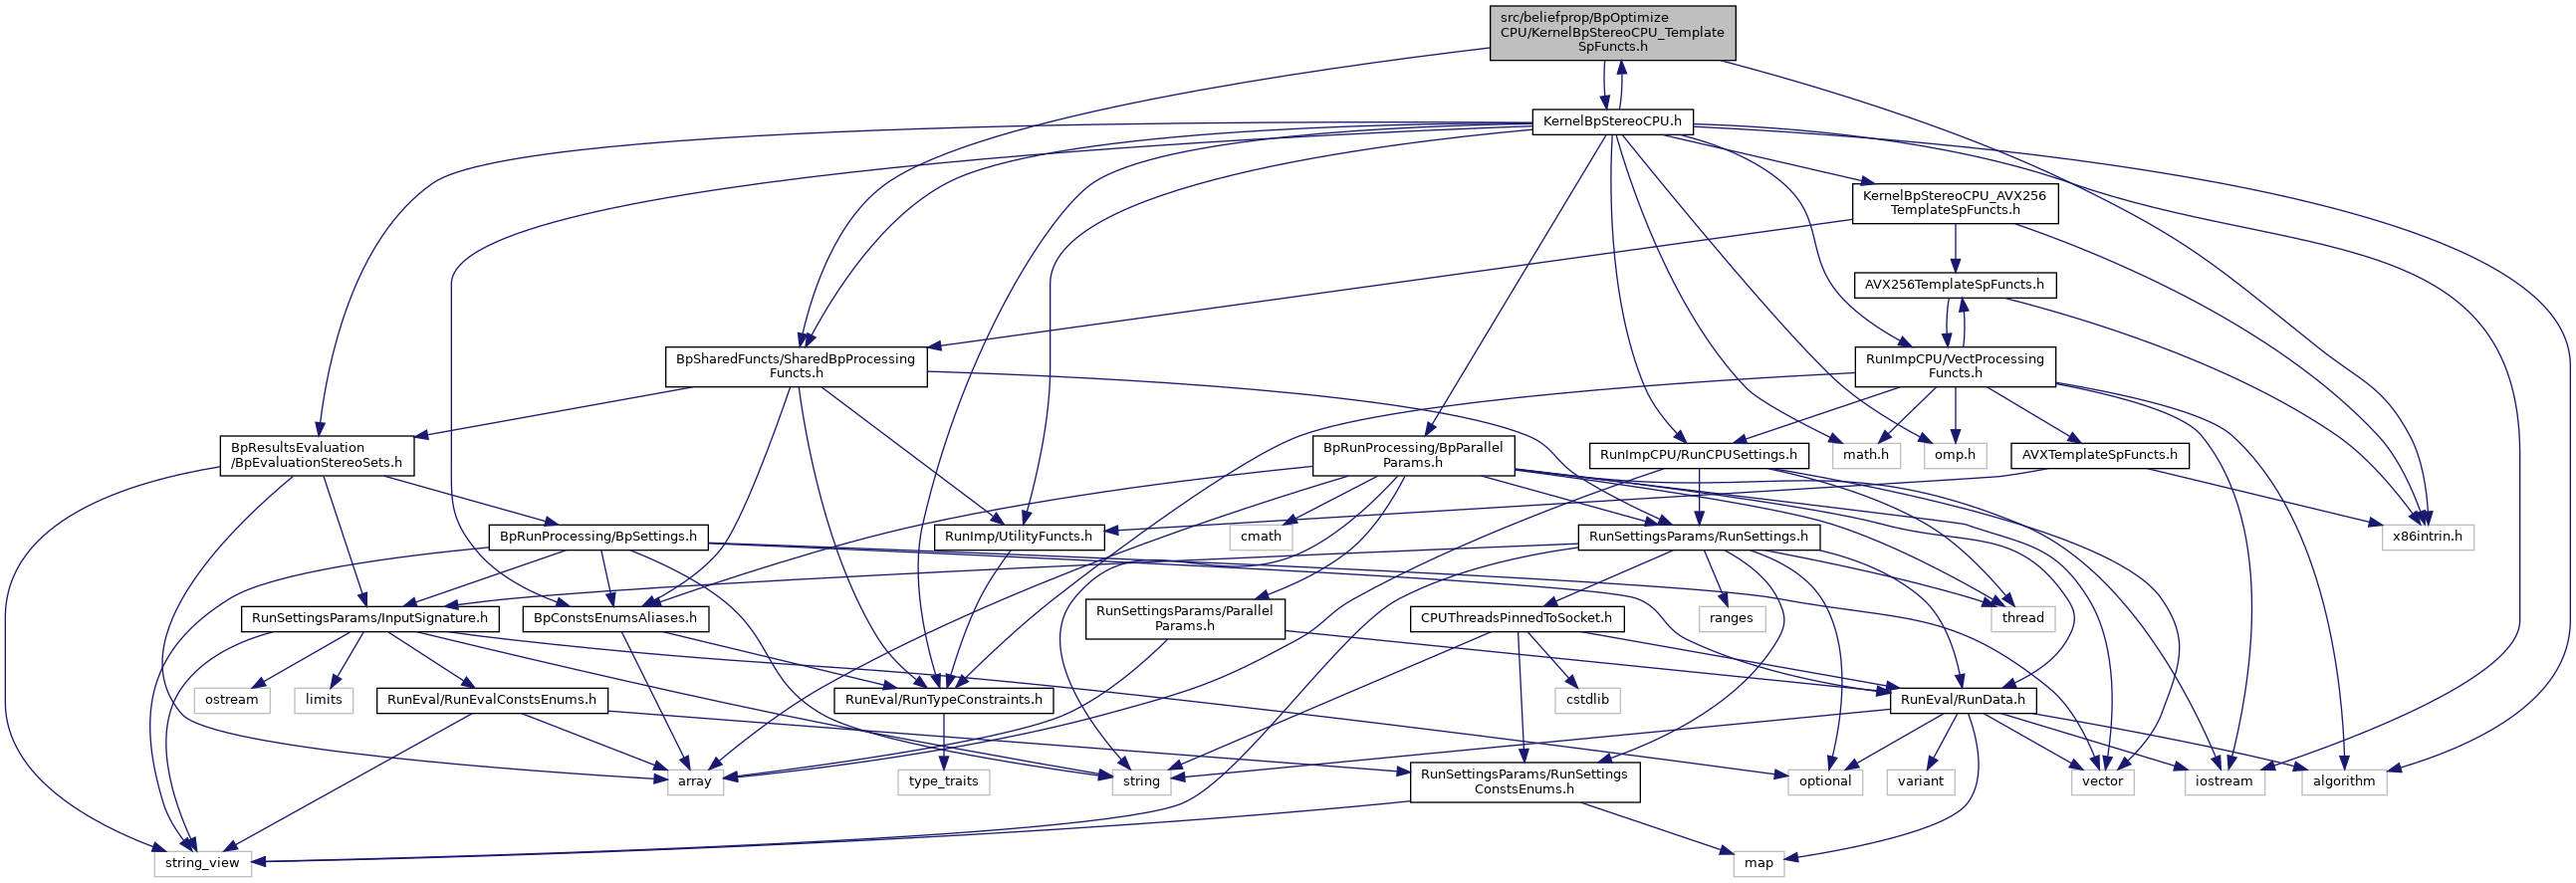 src/beliefprop/BpOptimize
CPU/KernelBpStereoCPU_Template
SpFuncts.h
KernelBpStereoCPU.h
KernelBpStereoCPU_AVX256
TemplateSpFuncts.h
AVX256TemplateSpFuncts.h
BpSharedFuncts/SharedBpProcessing
Functs.h
RunImpCPU/VectProcessing
Functs.h
BpResultsEvaluation
/BpEvaluationStereoSets.h
BpRunProcessing/BpParallel
Params.h
RunImpCPU/RunCPUSettings.h
math.h
omp.h
AVXTemplateSpFuncts.h
BpRunProcessing/BpSettings.h
RunImp/UtilityFuncts.h
cmath
RunSettingsParams/RunSettings.h
x86intrin.h
RunSettingsParams/InputSignature.h
BpConstsEnumsAliases.h
RunSettingsParams/Parallel
Params.h
CPUThreadsPinnedToSocket.h
ranges
thread
ostream
limits
RunEval/RunEvalConstsEnums.h
RunEval/RunTypeConstraints.h
cstdlib
RunEval/RunData.h
array
type_traits
string
RunSettingsParams/RunSettings
ConstsEnums.h
optional
variant
vector
iostream
algorithm
string_view
map